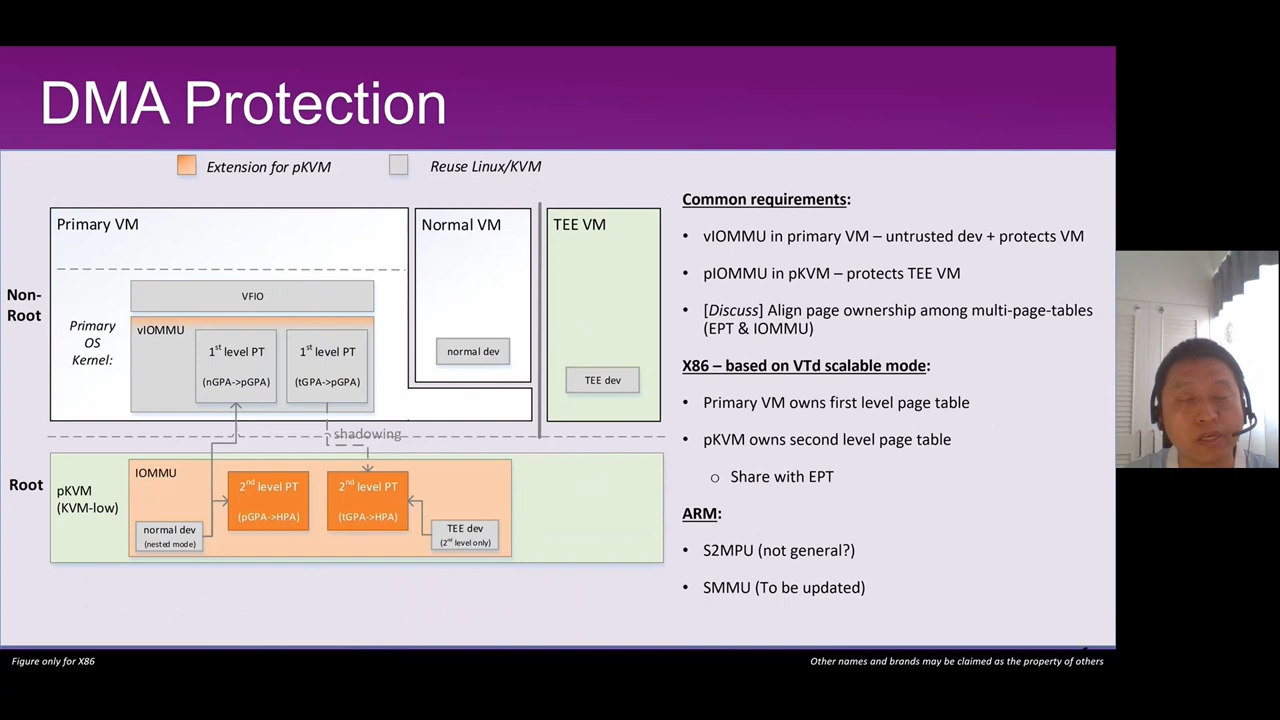 DMA Protection
Extension for pKVM
Reuse Linux/KVM
Non-
Root
Primary VM
VFIO
Primary
OS
Kernel:
vIOMMU
1st level PT
(nGPA->pGPA)
1st level PT
(tGPA->pGPA)
Normal VM
normal dev
TEE VM
TEE dev
shadowing
Root
pKVM
(KVM-low)
IOMMU
normal dev
(nested mode)
2nd level PT
(pGPA->HPA)
2nd level PT
(tGPA->HPA)
TEE dev
(2nd level only)
Common requirements:
• vIOMMU in primary VM – untrusted dev + protects VM
• pIOMMU in pKVM – protects TEE VM
• [Discuss] Align page ownership among multi-page-tables
(EPT & IOMMU)
X86 – based on VTd scalable mode:
• Primary VM owns first level page table
• pKVM owns second level page table
o Share with EPT
ARM:
• S2MPU (not general?)
• SMMU (To be updated)
Figure only for X86
Other names and brands may be claimed as the property of others